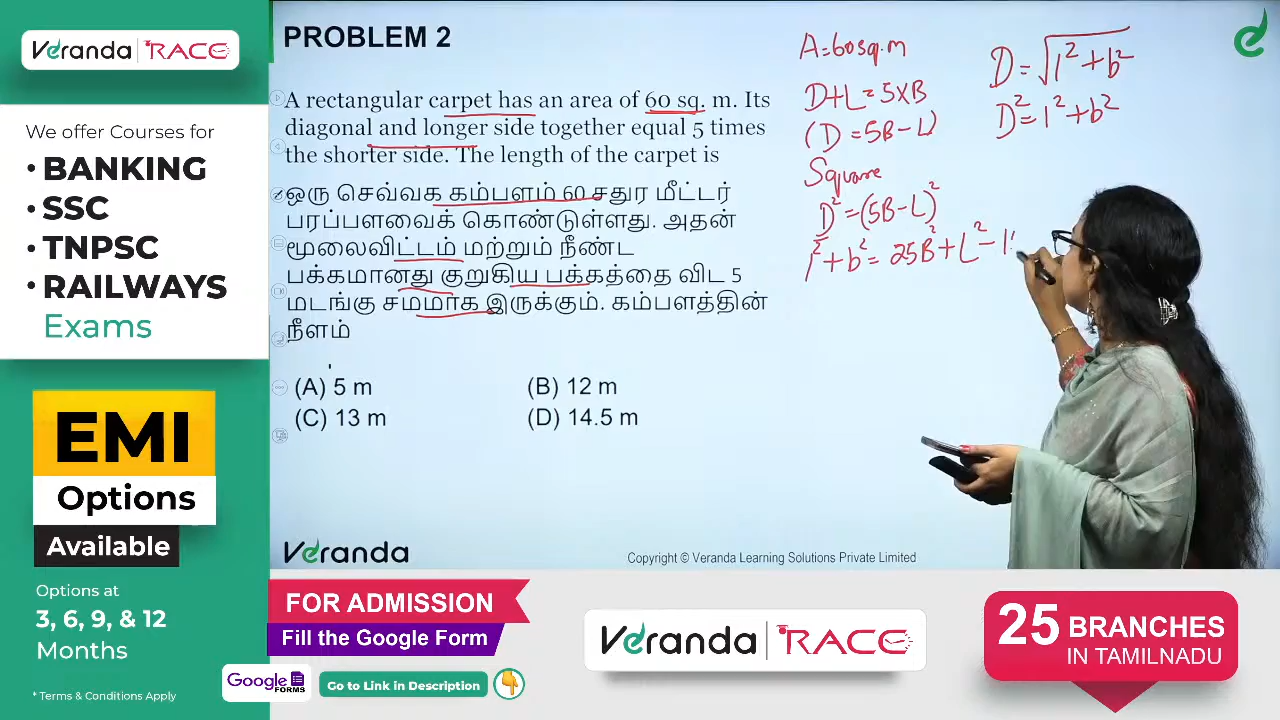 Veranda RACE
We offer Courses for
• BANKING
• SSC
• TNPSC
• RAILWAYS
Exams
EMI
Options
Available
Options at
3, 6, 9, & 12
Months
* Terms & Conditions Apply
PROBLEM 2
A rectangular carpet has an area of 60 sq. m. Its
diagonal and longer side together equal 5 times
the shorter side. The length of the carpet is
ஒரு செவ்வக கம்பளம் 60 சதுர மீட்டர்
பரப்பளவைக் கொண்டுள்ளது. அதன்
மூலைவிட்டம் மற்றும் நீண்ட
பக்கமானது குறுகிய பக்கத்தை விட 5
மடங்கு சமமாக இருக்கும். கம்பளத்தின்
நீளம்
(A) 5 m
(B) 12 m
(C) 13 m
(D) 14.5 m
A=60sq.m
D+L=5×B
(D=5B-L)
Square
D²=(5B-L)²
l²+b²=25B²+L²-1
D=√l²+b²
D²=l²+b²
Veranda
Copyright © Veranda Learning Solutions Private Limited
FOR ADMISSION
Fill the Google Form
Google FORMS
Go to Link in Description
Veranda RACE
25 BRANCHES
IN TAMILNADU